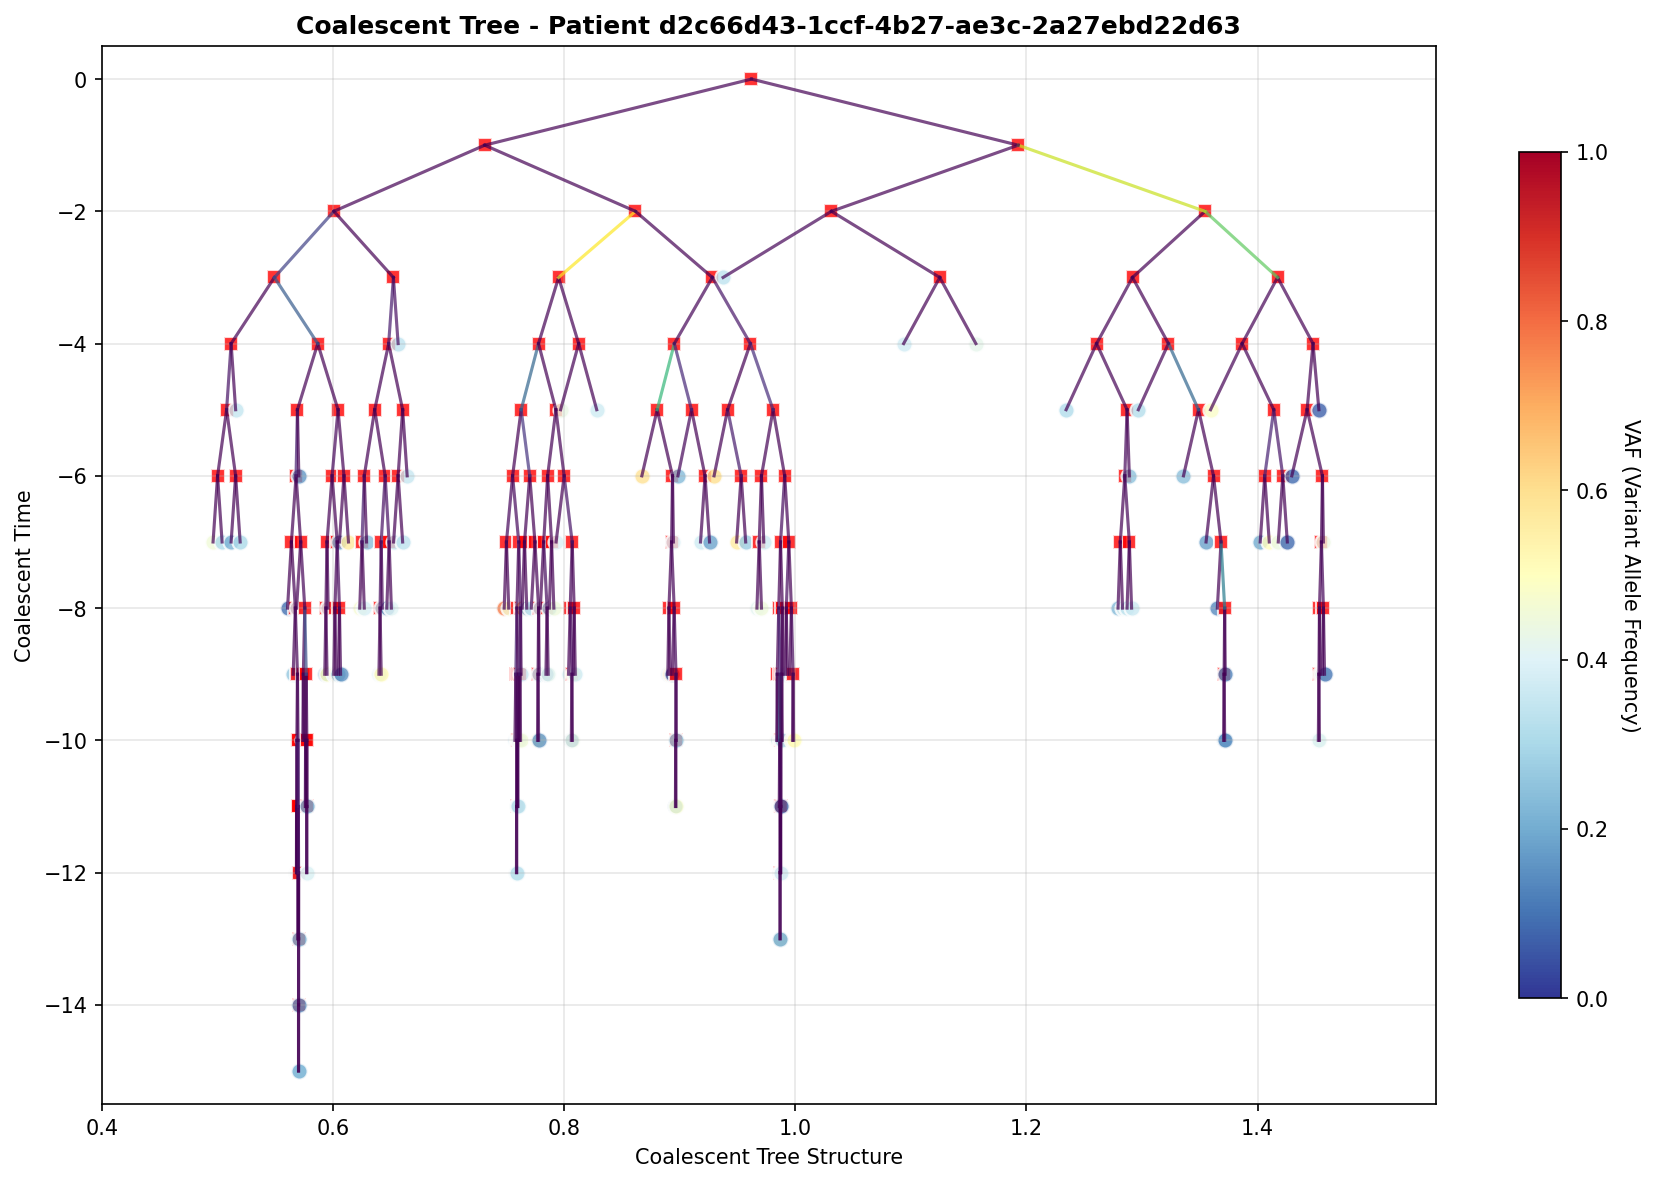 Coalescent Tree - Patient d2c66d43-1ccf-4b27-ae3c-2a27ebd22d63
0
−2
−4
−6
−8
−10
−12
−14
Coalescent Time
0.4 0.6 0.8 1.0 1.2 1.4
Coalescent Tree Structure
1.0
0.8
0.6
0.4
0.2
0.0
VAF (Variant Allele Frequency)